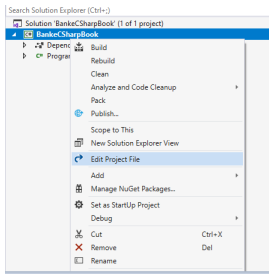 Search Solution Explorer (Ctrl+;)
Solution 'BankeCSharpBook' (1 of 1 project)
BankeCSharpBook
Depenc
Progran
Build
Rebuild
Clean
Analyze and Code Cleanup
Pack
Publish...
Scope to This
New Solution Explorer View
Edit Project File
Add
Manage NuGet Packages...
Set as StartUp Project
Debug
Cut Ctrl+X
Remove Del
Rename